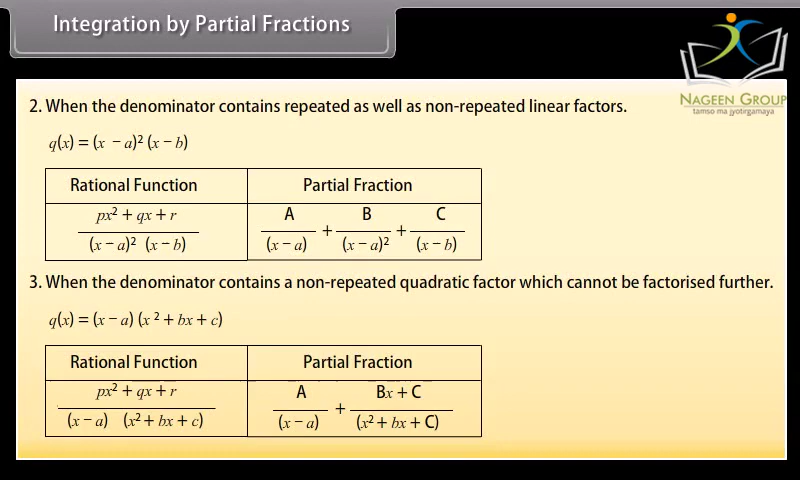 Integration by Partial Fractions
NAGEEN GROUP
tamso ma jyotirgamaya
2. When the denominator contains repeated as well as non-repeated linear factors.
q(x) = (x − a)² (x − b)
Rational Function Partial Fraction
px² + qx + r / (x − a)² (x − b) A / (x − a) + B / (x − a)² + C / (x − b)
3. When the denominator contains a non-repeated quadratic factor which cannot be factorised further.
q(x) = (x − a) (x² + bx + c)
Rational Function Partial Fraction
px² + qx + r / (x − a) (x² + bx + c) A / (x − a) + Bx + C / (x² + bx + C)